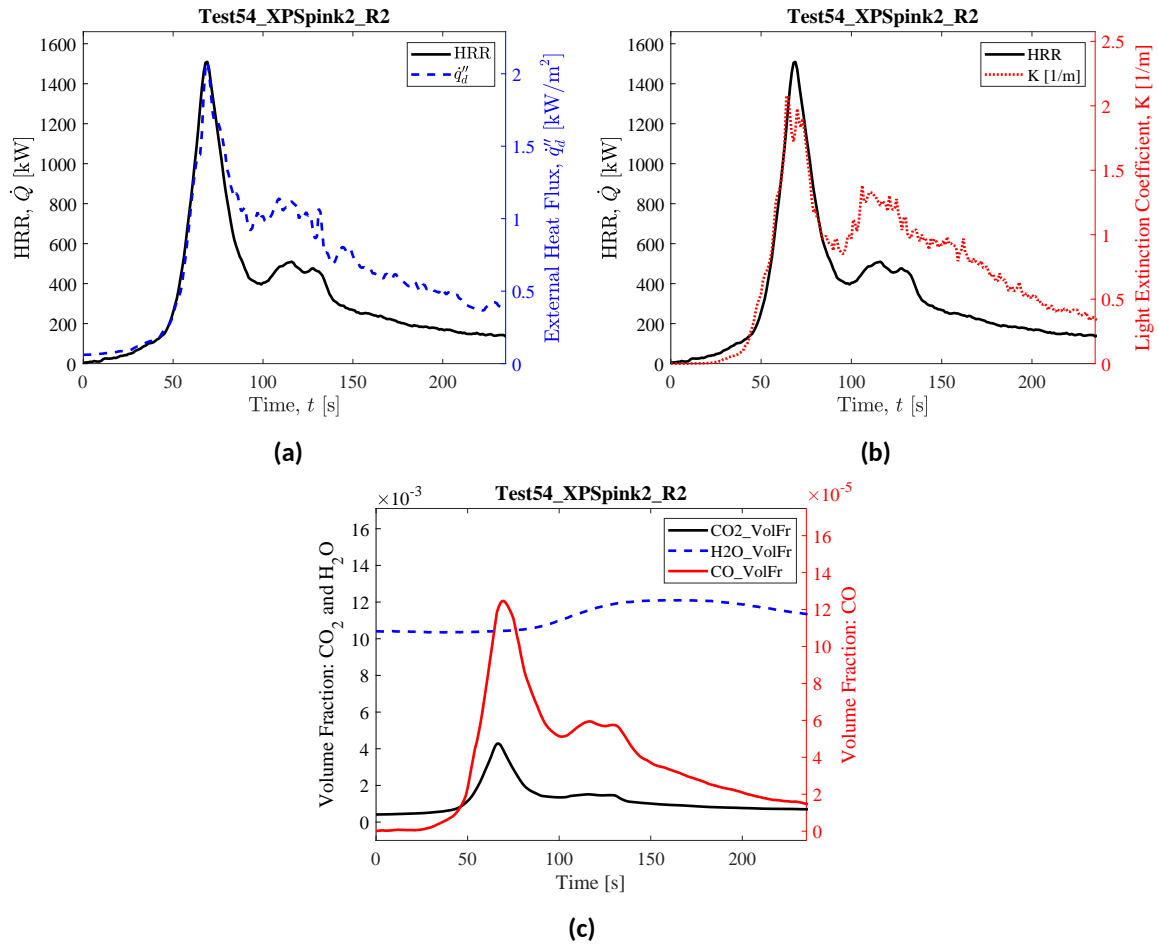 Test54_XPSpink2_R2
1600
1400
1200
1000
800
600
400
200
0
HRR, Q̇ [kW]
0 50 100 150 200
Time, t [s]
2
1.5
1
0.5
0
External Heat Flux, q̇″d [kW/m²]
HRR
q̇″d
(a)
Test54_XPSpink2_R2
1600
1400
1200
1000
800
600
400
200
0
HRR, Q̇ [kW]
0 50 100 150 200
Time, t [s]
2.5
2
1.5
1
0.5
0
Light Extinction Coefficient, K [1/m]
HRR
K [1/m]
(b)
Test54_XPSpink2_R2
×10⁻³
16
14
12
10
8
6
4
2
0
Volume Fraction: CO₂ and H₂O
0 50 100 150 200
Time [s]
×10⁻⁵
16
14
12
10
8
6
4
2
0
Volume Fraction: CO
CO2_VolFr
H2O_VolFr
CO_VolFr
(c)